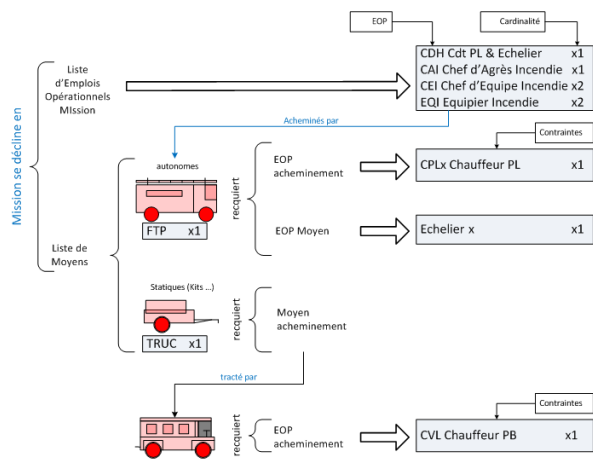 EOP
Cardinalité
CDH Cdt PL & Echelier x1
CAI Chef d'Agrès Incendie x1
CEI Chef d'Equipe Incendie x2
EQI Equipier Incendie x2
Liste
d'Emplois
Opérationnels
MIssion
Mission se décline en
Acheminés par
Contraintes
autonomes
EOP
acheminement
CPLx Chauffeur PL x1
recquiert
FTP x1
EOP Moyen
Echelier x x1
Liste de
Moyens
Statiques (Kits ...)
recquiert
Moyen
acheminement
TRUC x1
tracté par
Contraintes
recquiert
EOP
acheminement
CVL Chauffeur PB x1